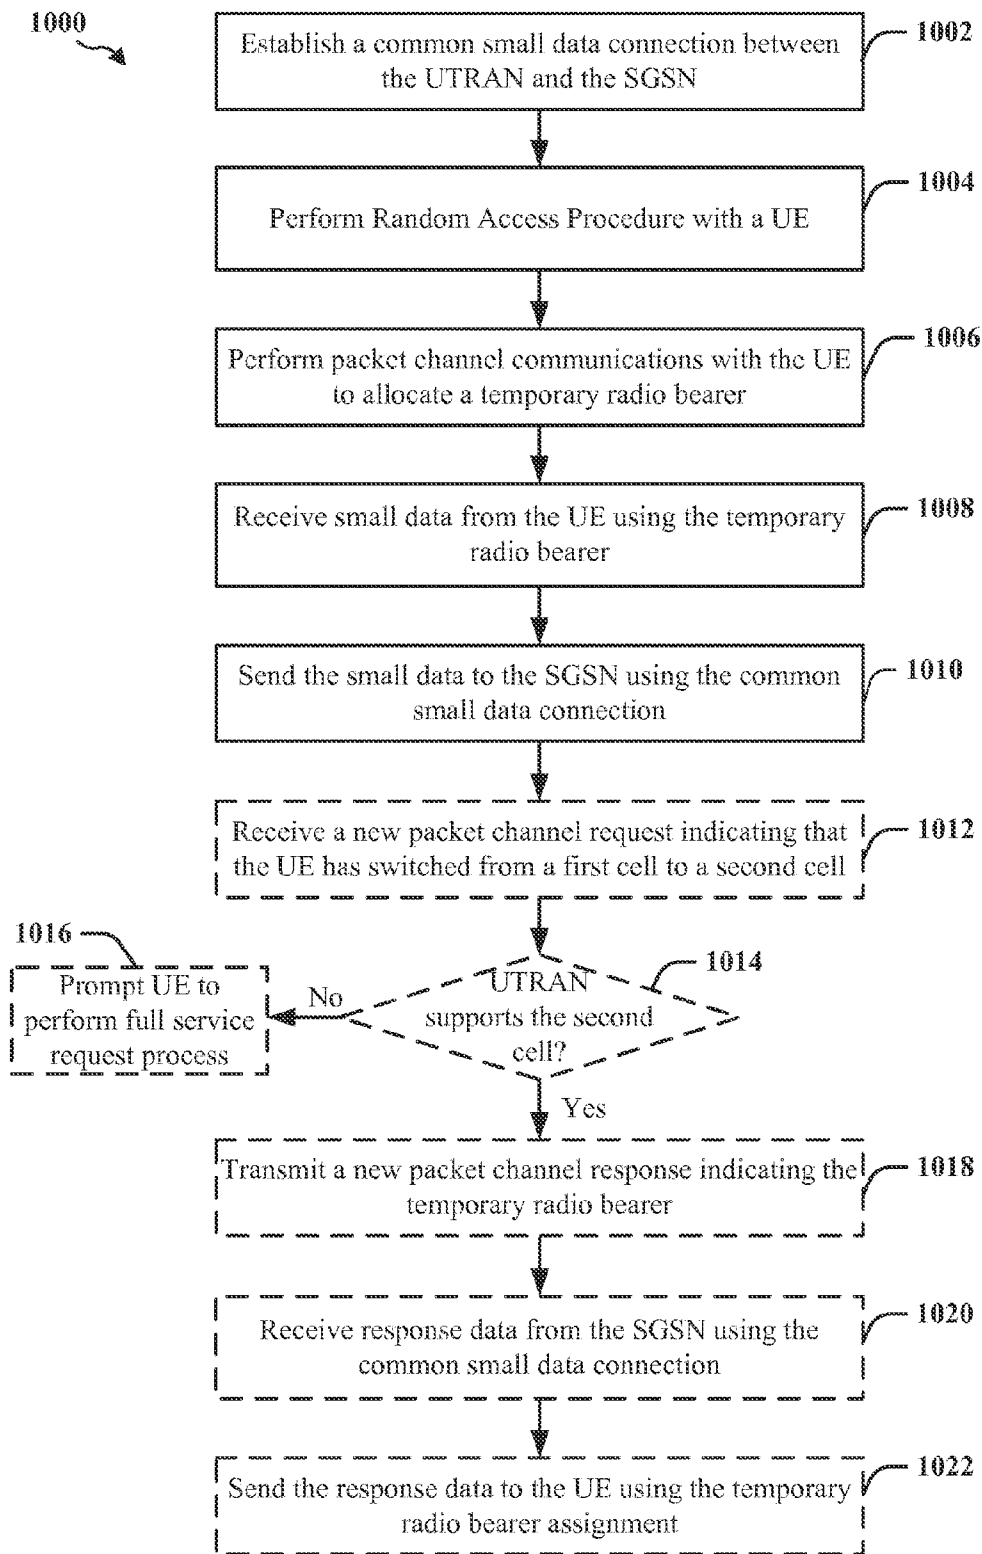 1000
Establish a common small data connection between
the UTRAN and the SGSN
1002
Perform Random Access Procedure with a UE
1004
Perform packet channel communications with the UE
to allocate a temporary radio bearer
1006
Receive small data from the UE using the temporary
radio bearer
1008
Send the small data to the SGSN using the common
small data connection
1010
Receive a new packet channel request indicating that
the UE has switched from a first cell to a second cell
1012
UTRAN
supports the second
cell?
1014
No
1016
Prompt UE to
perform full service
request process
Yes
Transmit a new packet channel response indicating the
temporary radio bearer
1018
Receive response data from the SGSN using the
common small data connection
1020
Send the response data to the UE using the temporary
radio bearer assignment
1022